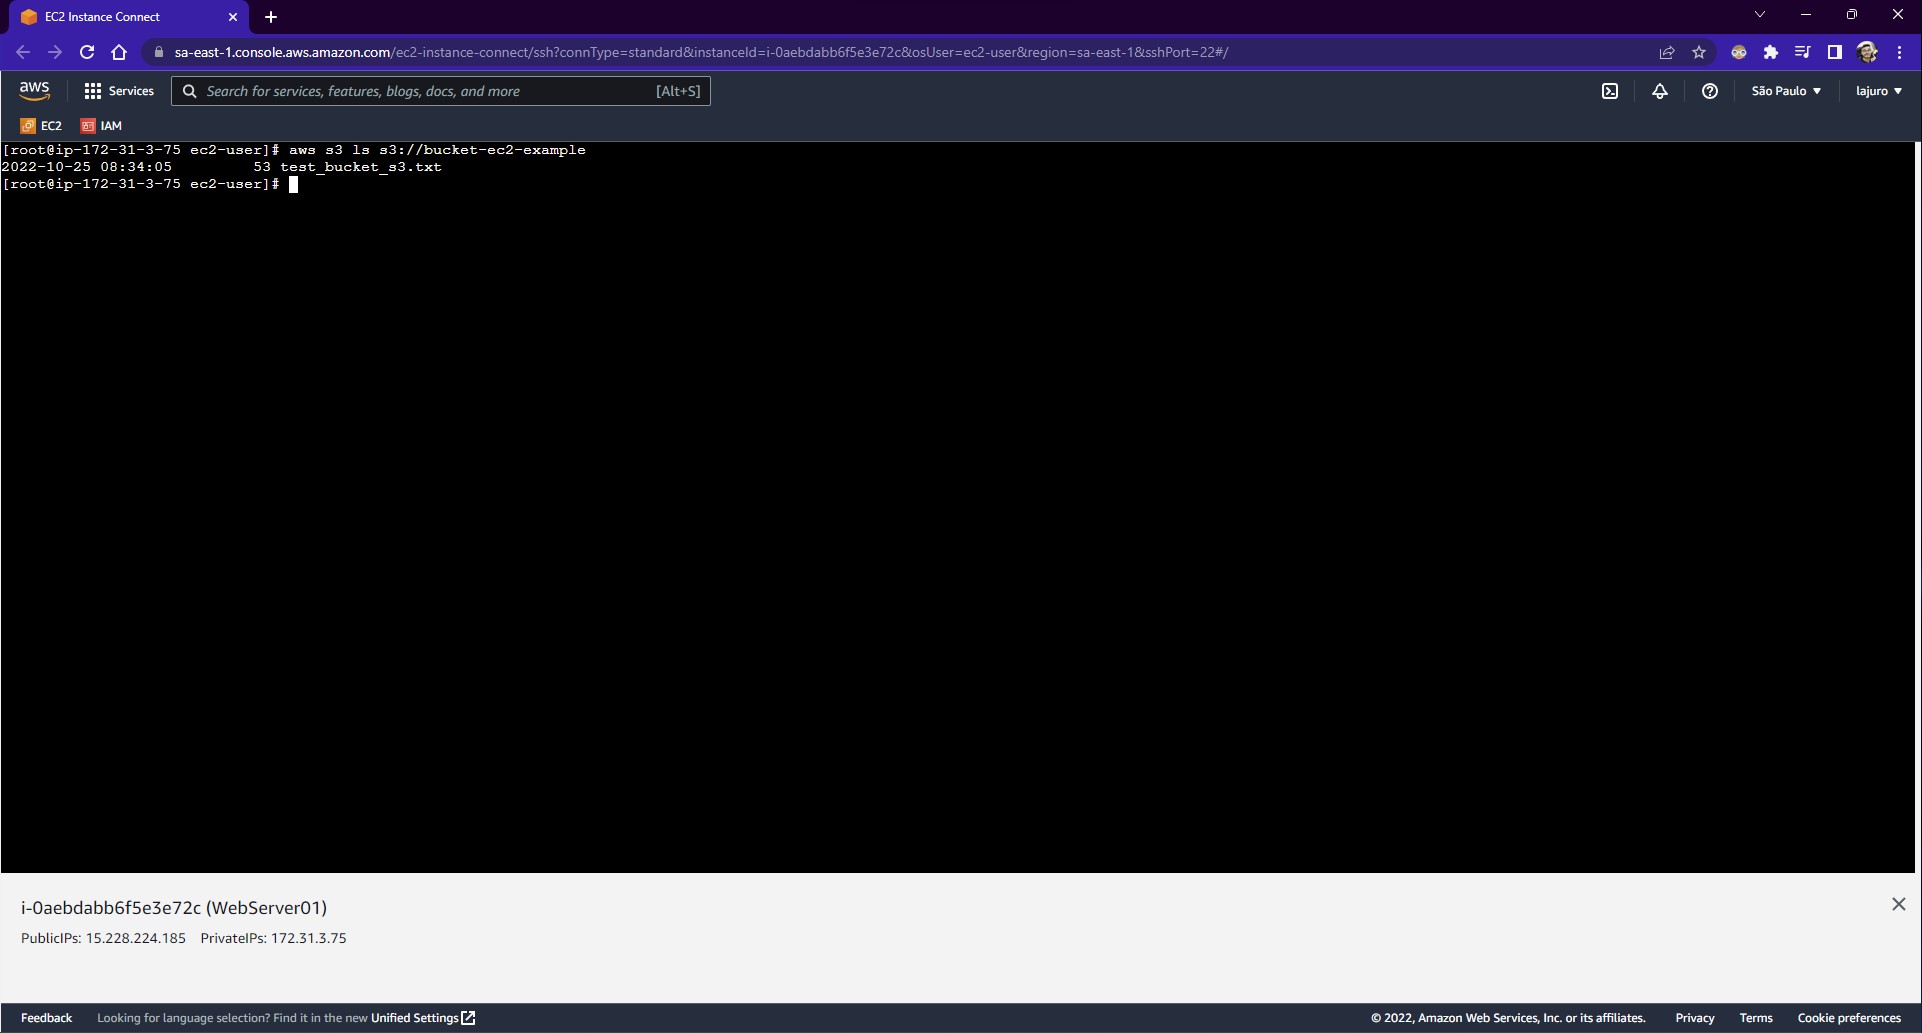 EC2 Instance Connect
sa-east-1.console.aws.amazon.com/ec2-instance-connect/ssh?connType=standard&instanceId=i-0aebdabb6f5e3e72c&osUser=ec2-user&region=sa-east-1&sshPort=22#/
aws Services Search for services, features, blogs, docs, and more [Alt+S] São Paulo lajuro
EC2 IAM
[root@ip-172-31-3-75 ec2-user]# aws s3 ls s3://bucket-ec2-example
2022-10-25 08:34:05 53 test_bucket_s3.txt
[root@ip-172-31-3-75 ec2-user]#
i-0aebdabb6f5e3e72c (WebServer01)
PublicIPs: 15.228.224.185 PrivateIPs: 172.31.3.75
Feedback Looking for language selection? Find it in the new Unified Settings © 2022, Amazon Web Services, Inc. or its affiliates. Privacy Terms Cookie preferences